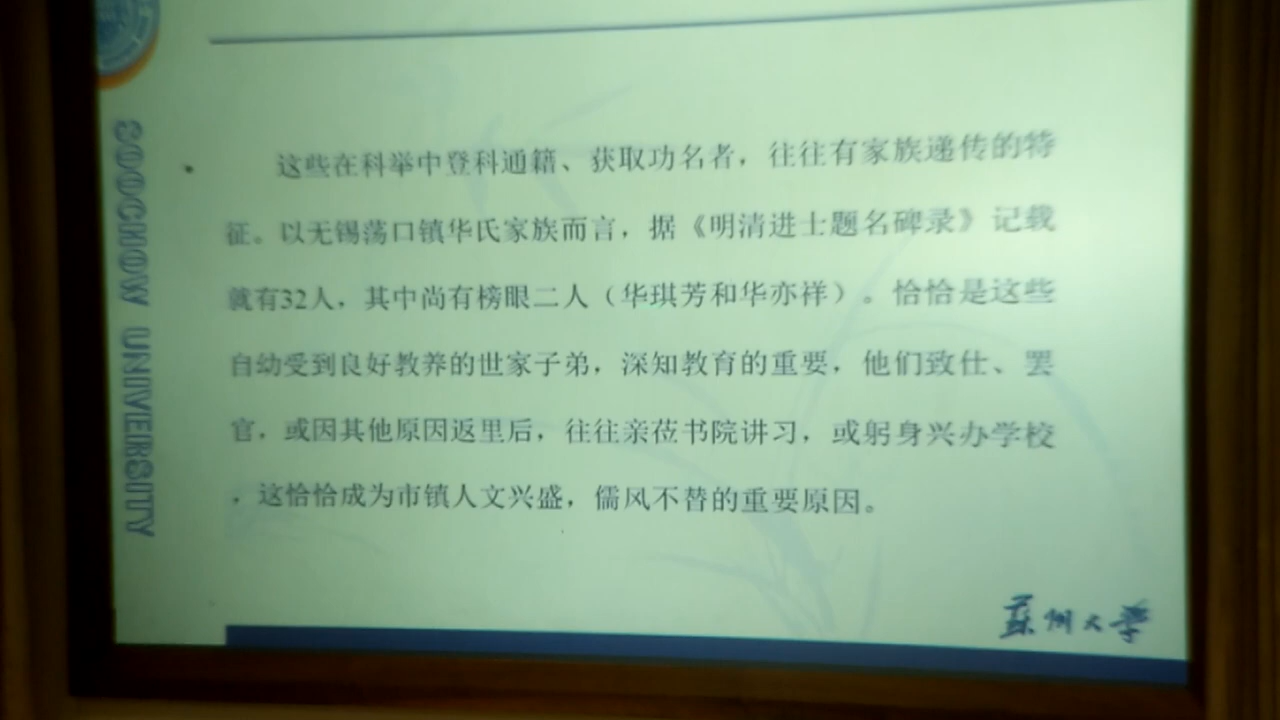 SOOCHOW UNIVERSITY
• 这些在科举中登科通籍、获取功名者，往往有家族递传的特
征。以无锡荡口镇华氏家族而言，据《明清进士题名碑录》记载
就有32人，其中尚有榜眼二人（华琪芳和华亦祥）。恰恰是这些
自幼受到良好教养的世家子弟，深知教育的重要，他们致仕、罢
官，或因其他原因返里后，往往亲莅书院讲习，或躬身兴办学校
，这恰恰成为市镇人文兴盛，儒风不替的重要原因。
蘇州大学